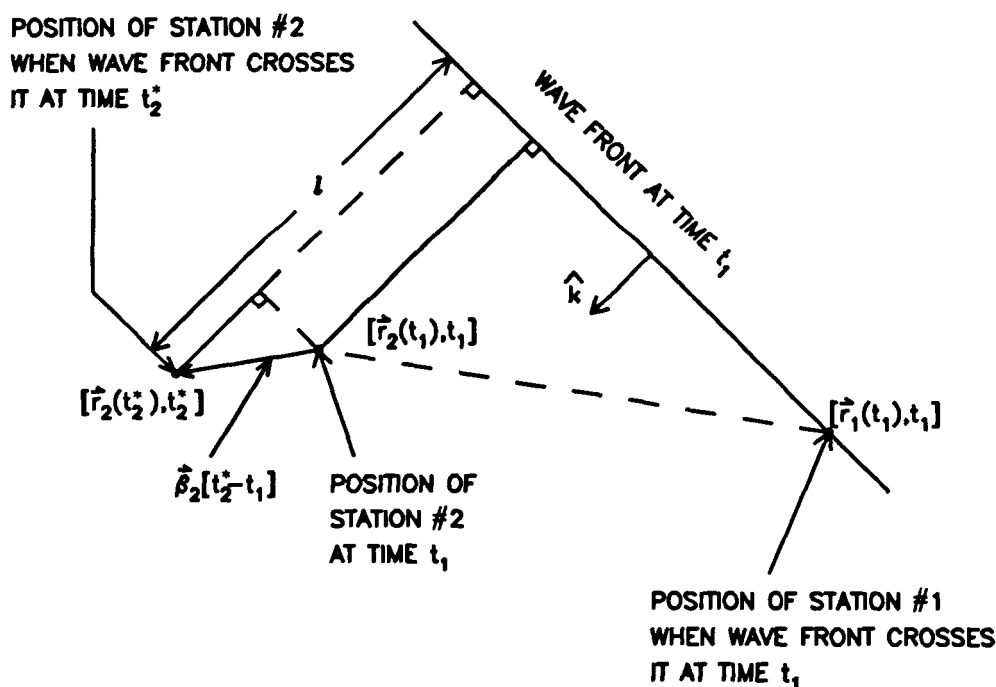 POSITION OF STATION #2
WHEN WAVE FRONT CROSSES
IT AT TIME t₂*
WAVE FRONT AT TIME t₁
l
k̂
[r⃗₂(t₁),t₁]
[r⃗₂(t₂*),t₂*]
[r⃗₁(t₁),t₁]
β⃗₂[t₂*-t₁]
POSITION OF
STATION #2
AT TIME t₁
POSITION OF STATION #1
WHEN WAVE FRONT CROSSES
IT AT TIME t₁